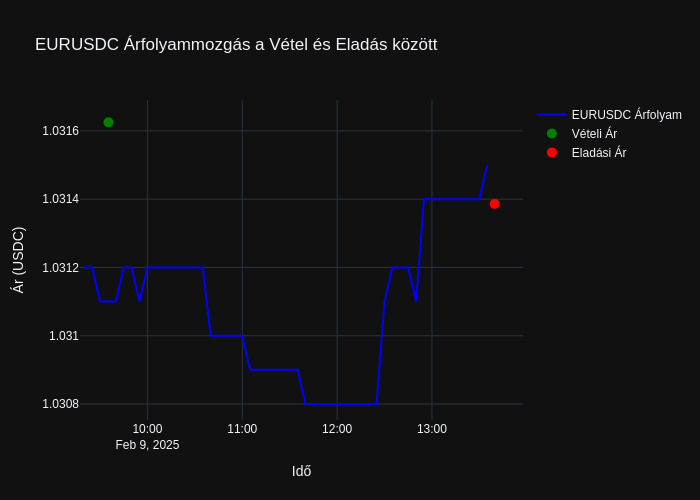 EURUSDC Árfolyammozgás a Vétel és Eladás között
EURUSDC Árfolyam
Vételi Ár
Eladási Ár
Ár (USDC)
1.0316
1.0314
1.0312
1.031
1.0308
10:00
11:00
12:00
13:00
Feb 9, 2025
Idő